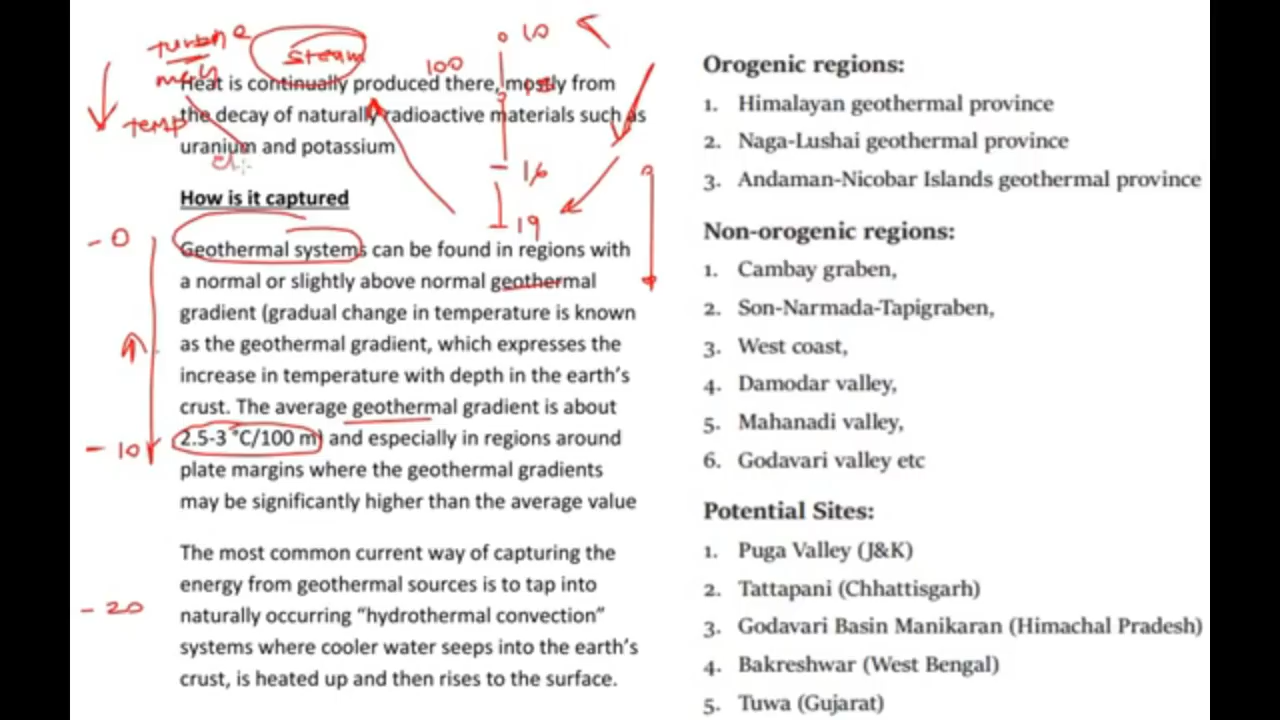 turbine
steam
mech
100
10
13
temp
16
19
- 0
- 10
- 20
Heat is continually produced there, mostly from
the decay of naturally radioactive materials such as
uranium and potassium
How is it captured
Geothermal systems can be found in regions with
a normal or slightly above normal geothermal
gradient (gradual change in temperature is known
as the geothermal gradient, which expresses the
increase in temperature with depth in the earth’s
crust. The average geothermal gradient is about
2.5-3 °C/100 m) and especially in regions around
plate margins where the geothermal gradients
may be significantly higher than the average value
The most common current way of capturing the
energy from geothermal sources is to tap into
naturally occurring “hydrothermal convection”
systems where cooler water seeps into the earth’s
crust, is heated up and then rises to the surface.
Orogenic regions:
1. Himalayan geothermal province
2. Naga-Lushai geothermal province
3. Andaman-Nicobar Islands geothermal province
Non-orogenic regions:
1. Cambay graben,
2. Son-Narmada-Tapigraben,
3. West coast,
4. Damodar valley,
5. Mahanadi valley,
6. Godavari valley etc
Potential Sites:
1. Puga Valley (J&K)
2. Tattapani (Chhattisgarh)
3. Godavari Basin Manikaran (Himachal Pradesh)
4. Bakreshwar (West Bengal)
5. Tuwa (Gujarat)